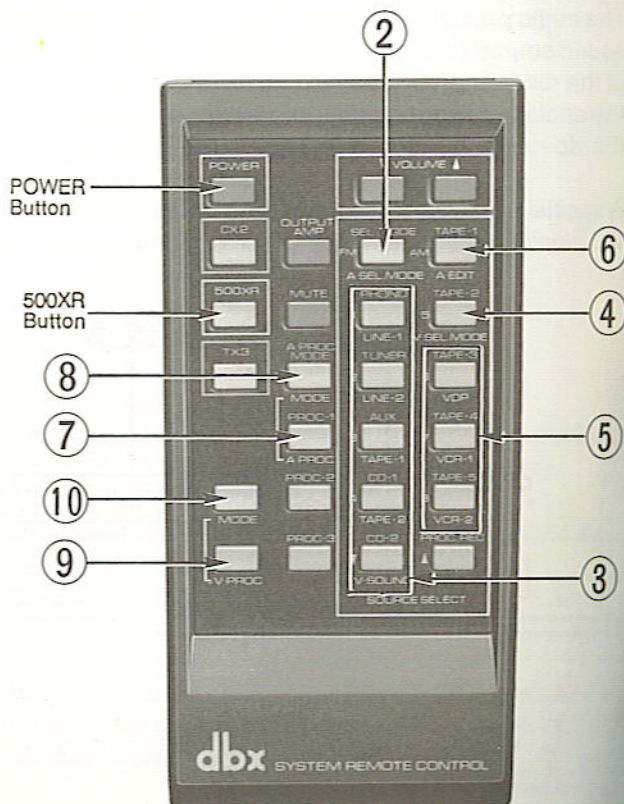 ②
POWER
VOLUME ▲
POWER
Button
CX2
OUTPUT
AMP
SEL.MODE
TAPE-1
FM
AM
⑥
A·SEL.MODE
A·EDIT
500XR
Button
500XR
MUTE
PHONO
TAPE-2
5
④
LINE-1
V·SEL.MODE
TX3
A·PROC
MODE
TUNER
TAPE-3
⑧
MODE
LINE-2
VDP
⑦
PROC-1
AUX
TAPE-4
⑤
A·PROC
TAPE-1
VCR-1
⑩
PROC-2
CD-1
TAPE-5
MODE
TAPE-2
VCR-2
⑨
PROC-3
CD-2
PROC.REC
▲
V·PROC
V·SOUND
③
SOURCE SELECT
dbx SYSTEM REMOTE CONTROL